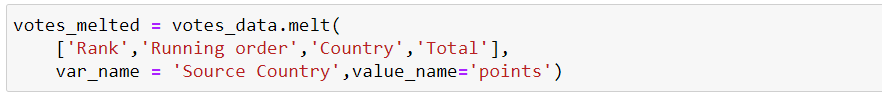 votes_melted = votes_data.melt(
    ['Rank','Running order','Country','Total'],
    var_name = 'Source Country',value_name='points')